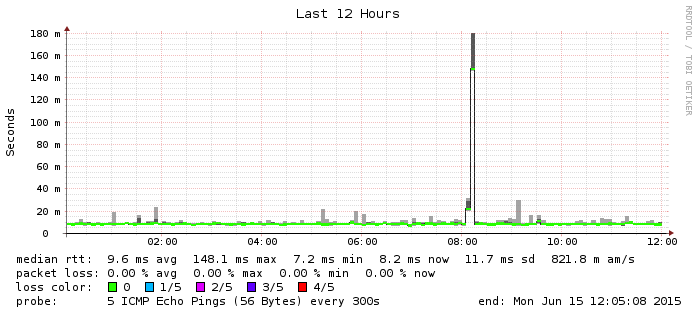 Last 12 Hours
RRDTOOL / TOBI OETIKER
Seconds
180 m
160 m
140 m
120 m
100 m
80 m
60 m
40 m
20 m
0
02:00 04:00 06:00 08:00 10:00 12:00
median rtt: 9.6 ms avg 148.1 ms max 7.2 ms min 8.2 ms now 11.7 ms sd 821.8 m am/s
packet loss: 0.00 % avg 0.00 % max 0.00 % min 0.00 % now
loss color: 0 1/5 2/5 3/5 4/5
probe: 5 ICMP Echo Pings (56 Bytes) every 300s end: Mon Jun 15 12:05:08 2015